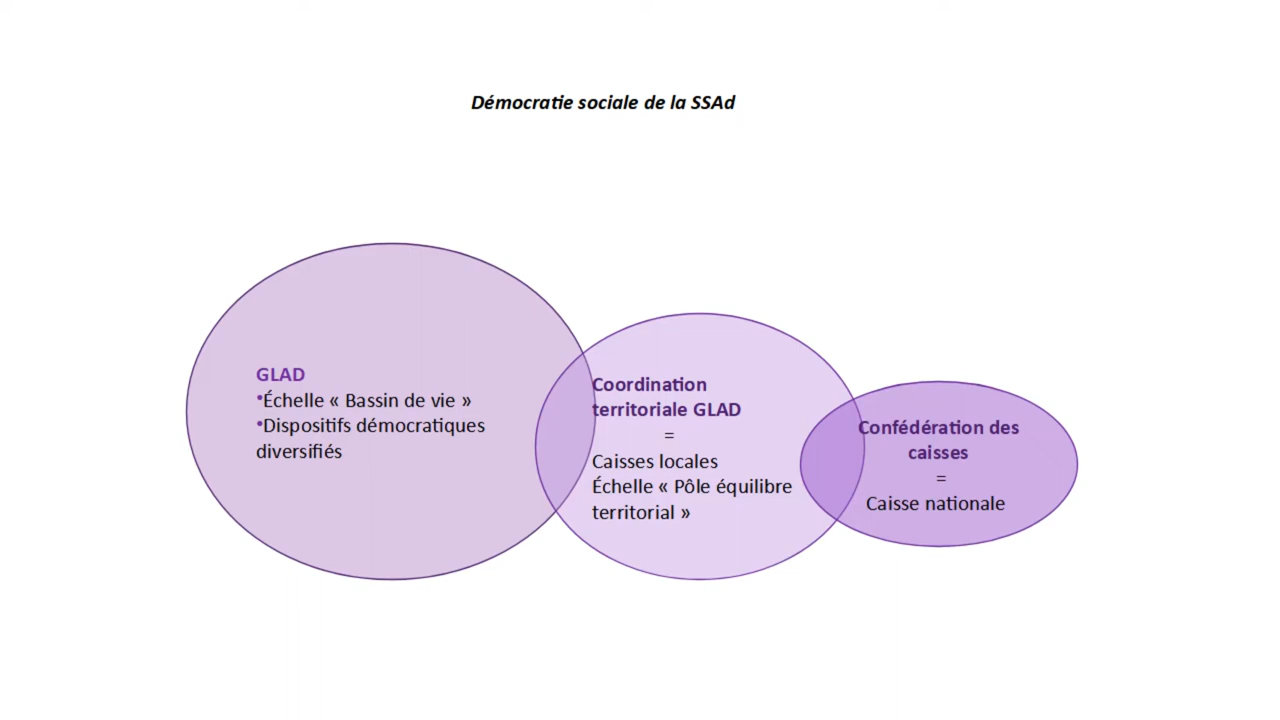 Démocratie sociale de la SSAd
GLAD
•Échelle « Bassin de vie »
•Dispositifs démocratiques
diversifiés
Coordination
territoriale GLAD
=
Caisses locales
Échelle « Pôle équilibre
territorial »
Confédération des
caisses
=
Caisse nationale